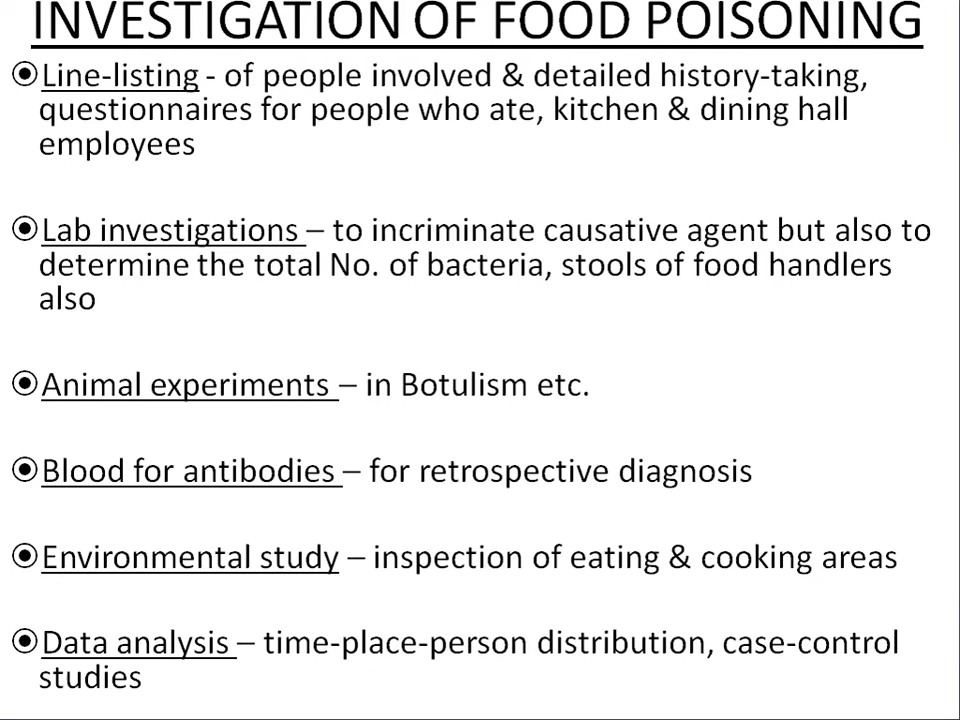 INVESTIGATION OF FOOD POISONING
Line-listing - of people involved & detailed history-taking,
questionnaires for people who ate, kitchen & dining hall
employees
Lab investigations – to incriminate causative agent but also to
determine the total No. of bacteria, stools of food handlers
also
Animal experiments – in Botulism etc.
Blood for antibodies – for retrospective diagnosis
Environmental study – inspection of eating & cooking areas
Data analysis – time-place-person distribution, case-control
studies